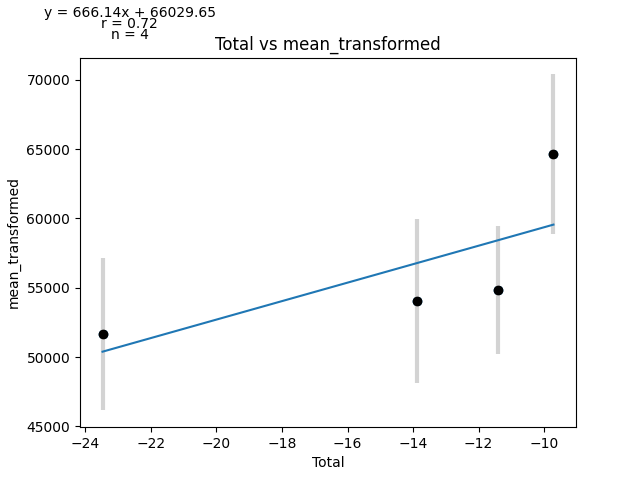 y = 666.14x + 66029.65
r = 0.72
n = 4
Total vs mean_transformed
70000
65000
60000
55000
50000
45000
mean_transformed
−24 −22 −20 −18 −16 −14 −12 −10
Total